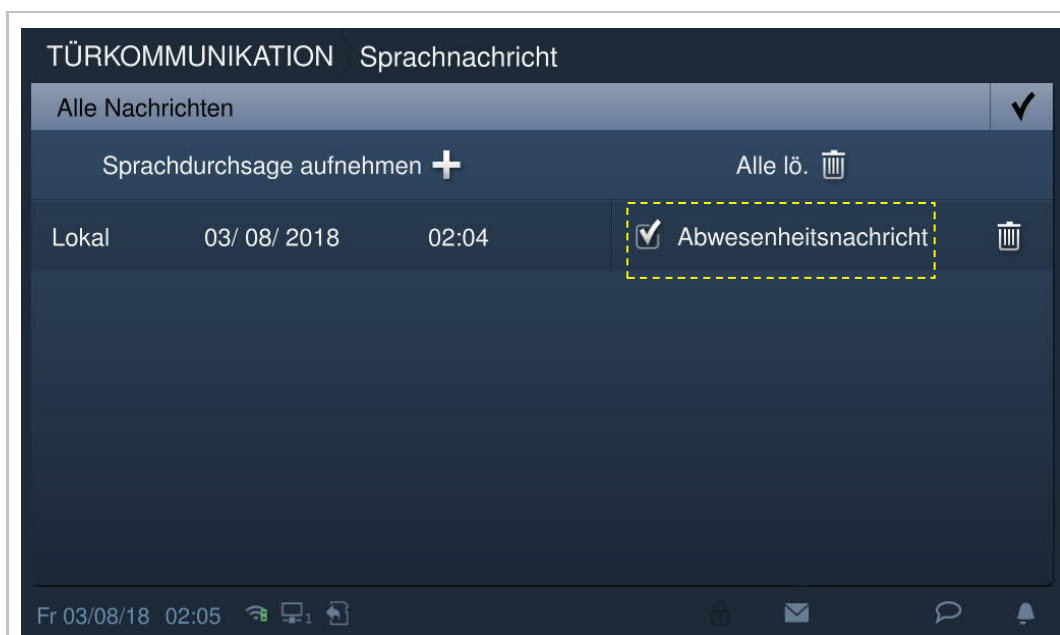 TÜRKOMMUNIKATION Sprachnachricht
Alle Nachrichten
Sprachdurchsage aufnehmen Alle lö.
Lokal 03/ 08/ 2018 02:04 Abwesenheitsnachricht
Fr 03/08/18 02:05 1